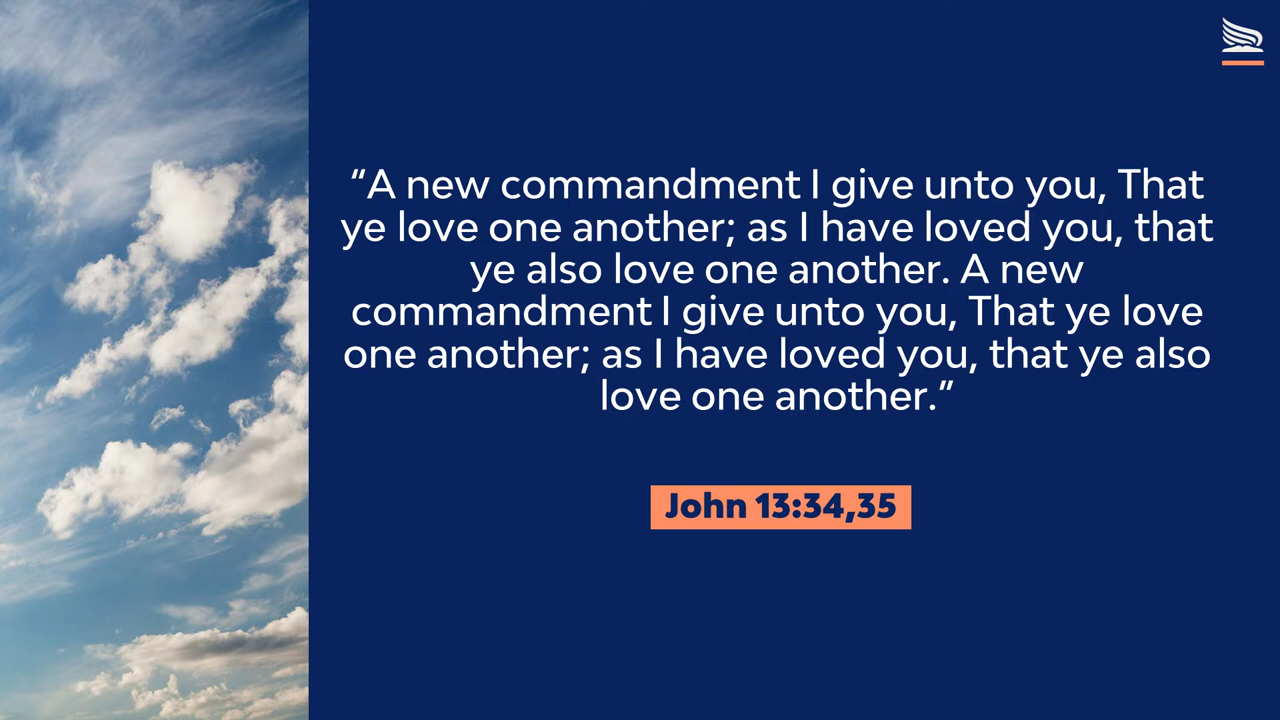 “A new commandment I give unto you, That
ye love one another; as I have loved you, that
ye also love one another. A new
commandment I give unto you, That ye love
one another; as I have loved you, that ye also
love one another.”
John 13:34,35